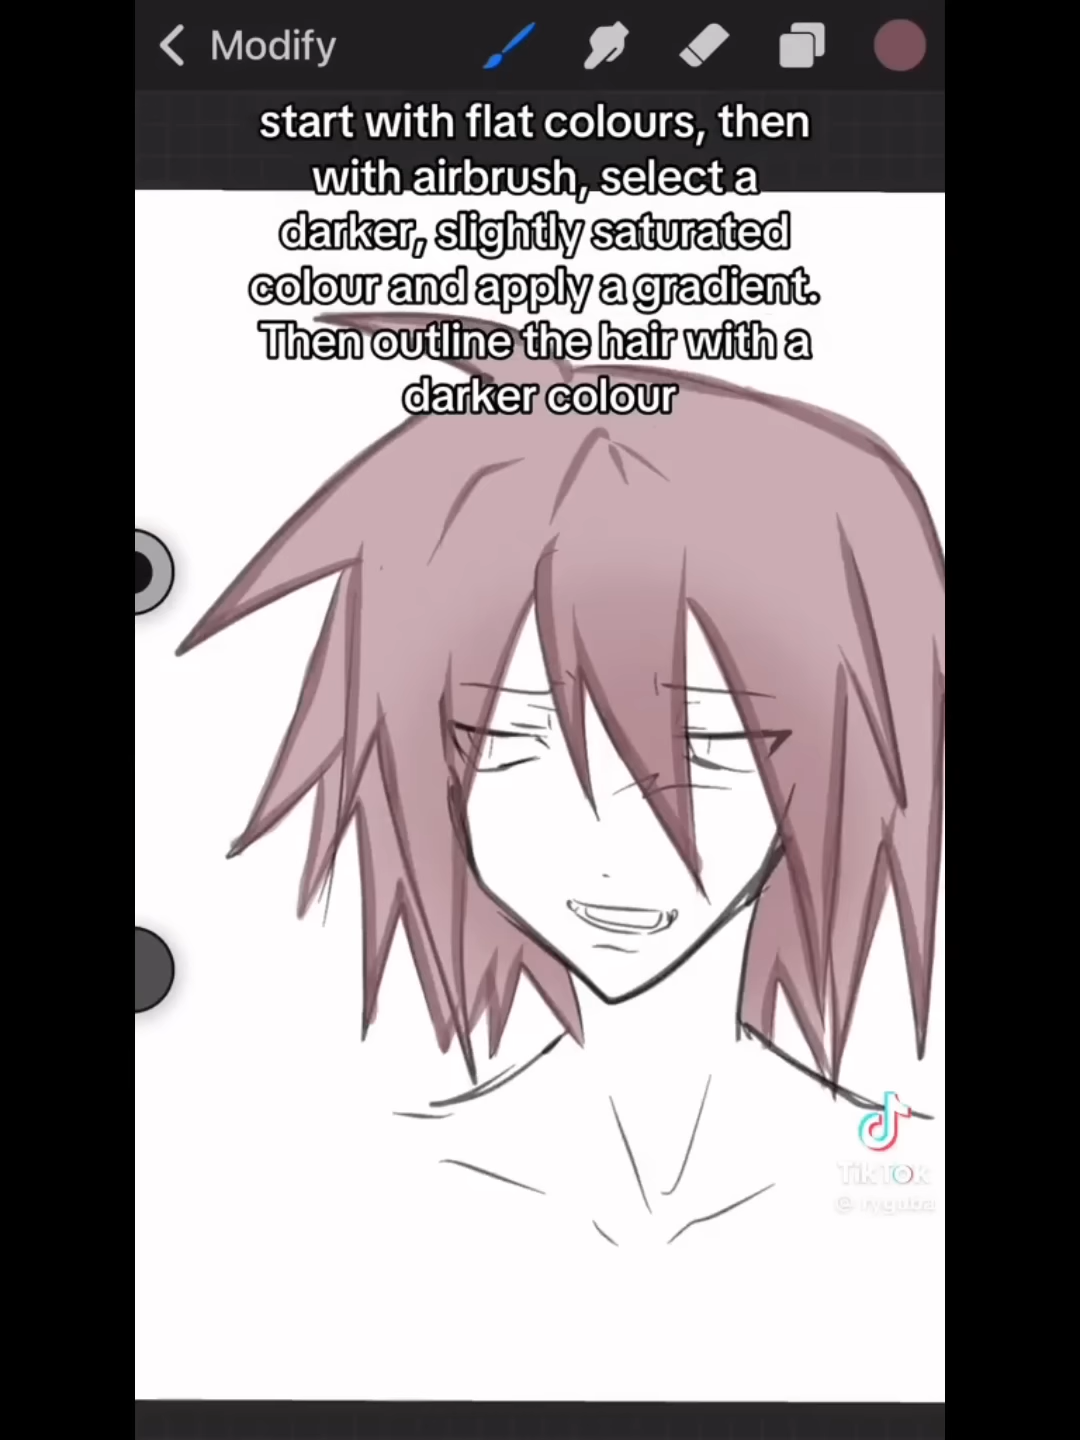 Modify
start with flat colours, then
with airbrush, select a
darker, slightly saturated
colour and apply a gradient.
Then outline the hair with a
darker colour
TikTok